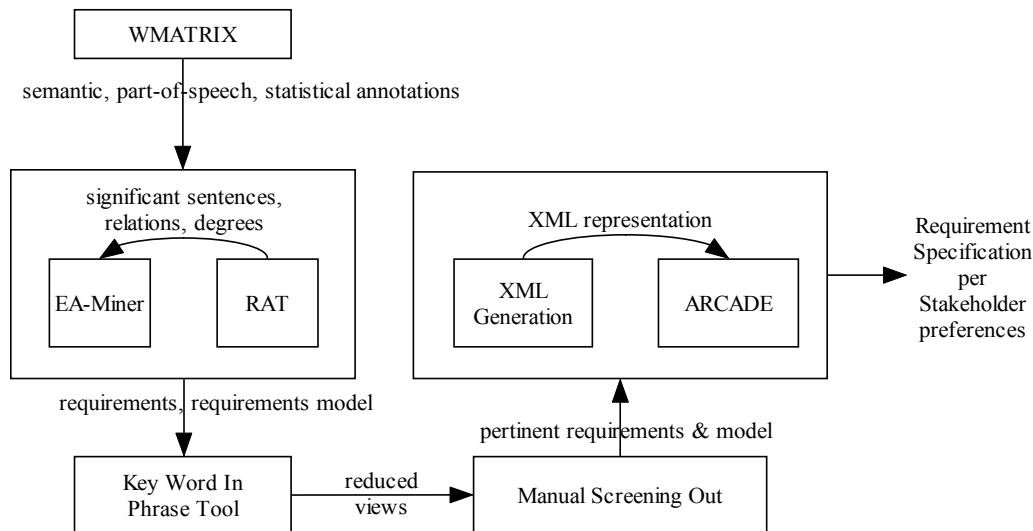 WMATRIX
semantic, part-of-speech, statistical annotations
significant sentences,
relations, degrees
EA-Miner
RAT
requirements, requirements model
Key Word In
Phrase Tool
reduced
views
Manual Screening Out
pertinent requirements & model
XML representation
XML
Generation
ARCADE
Requirement
Specification
per
Stakeholder
preferences